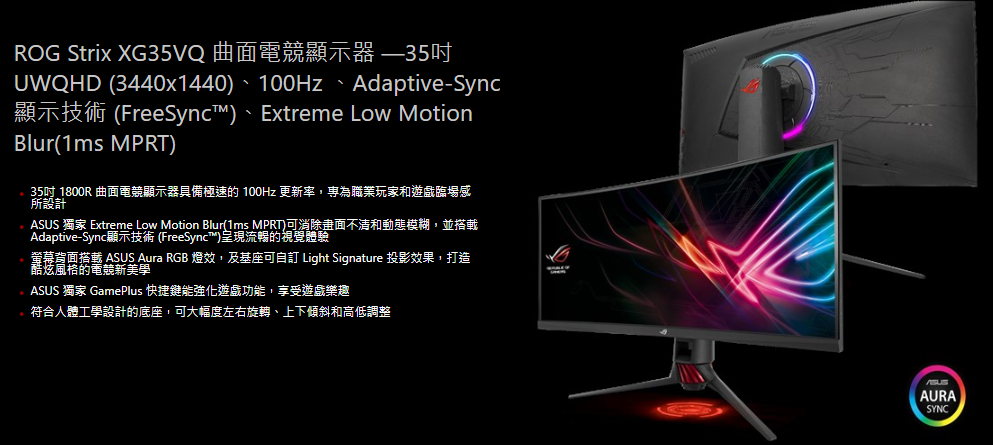 ROG Strix XG35VQ 曲面電競顯示器 —35吋
UWQHD (3440x1440)、100Hz 、Adaptive-Sync
顯示技術 (FreeSync™)、Extreme Low Motion
Blur(1ms MPRT)
35吋 1800R 曲面電競顯示器具備極速的 100Hz 更新率，專為職業玩家和遊戲臨場感
所設計
ASUS 獨家 Extreme Low Motion Blur(1ms MPRT)可消除畫面不清和動態模糊，並搭載
Adaptive-Sync顯示技術 (FreeSync™)呈現流暢的視覺體驗
螢幕背面搭載 ASUS Aura RGB 燈效，及基座可自訂 Light Signature 投影效果，打造
酷炫風格的電競新美學
ASUS 獨家 GamePlus 快捷鍵能強化遊戲功能，享受遊戲樂趣
符合人體工學設計的底座，可大幅度左右旋轉、上下傾斜和高低調整
REPUBLIC OF
GAMERS
ASUS
AURA
SYNC